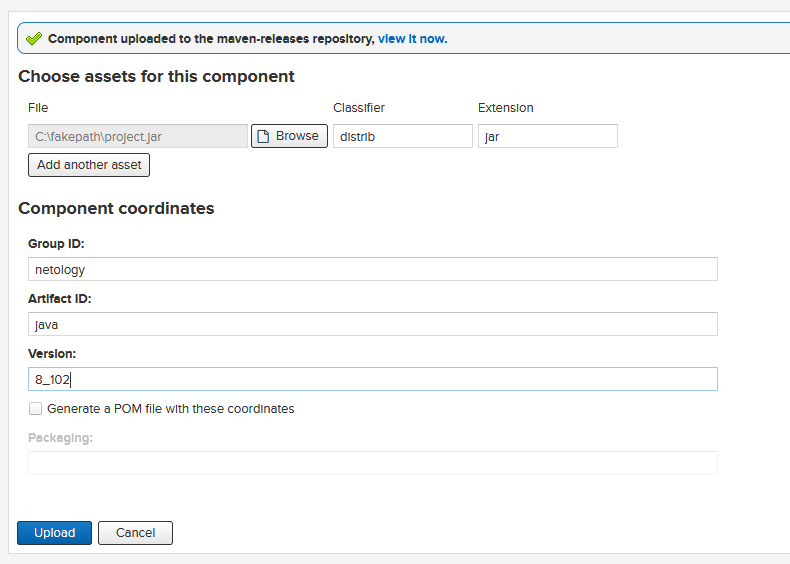 Component uploaded to the maven-releases repository, view it now.
Choose assets for this component
File Classifier Extension
C:\fakepath\project.jar Browse distrib jar
Add another asset
Component coordinates
Group ID:
netology
Artifact ID:
java
Version:
8_102
Generate a POM file with these coordinates
Packaging:
Upload Cancel